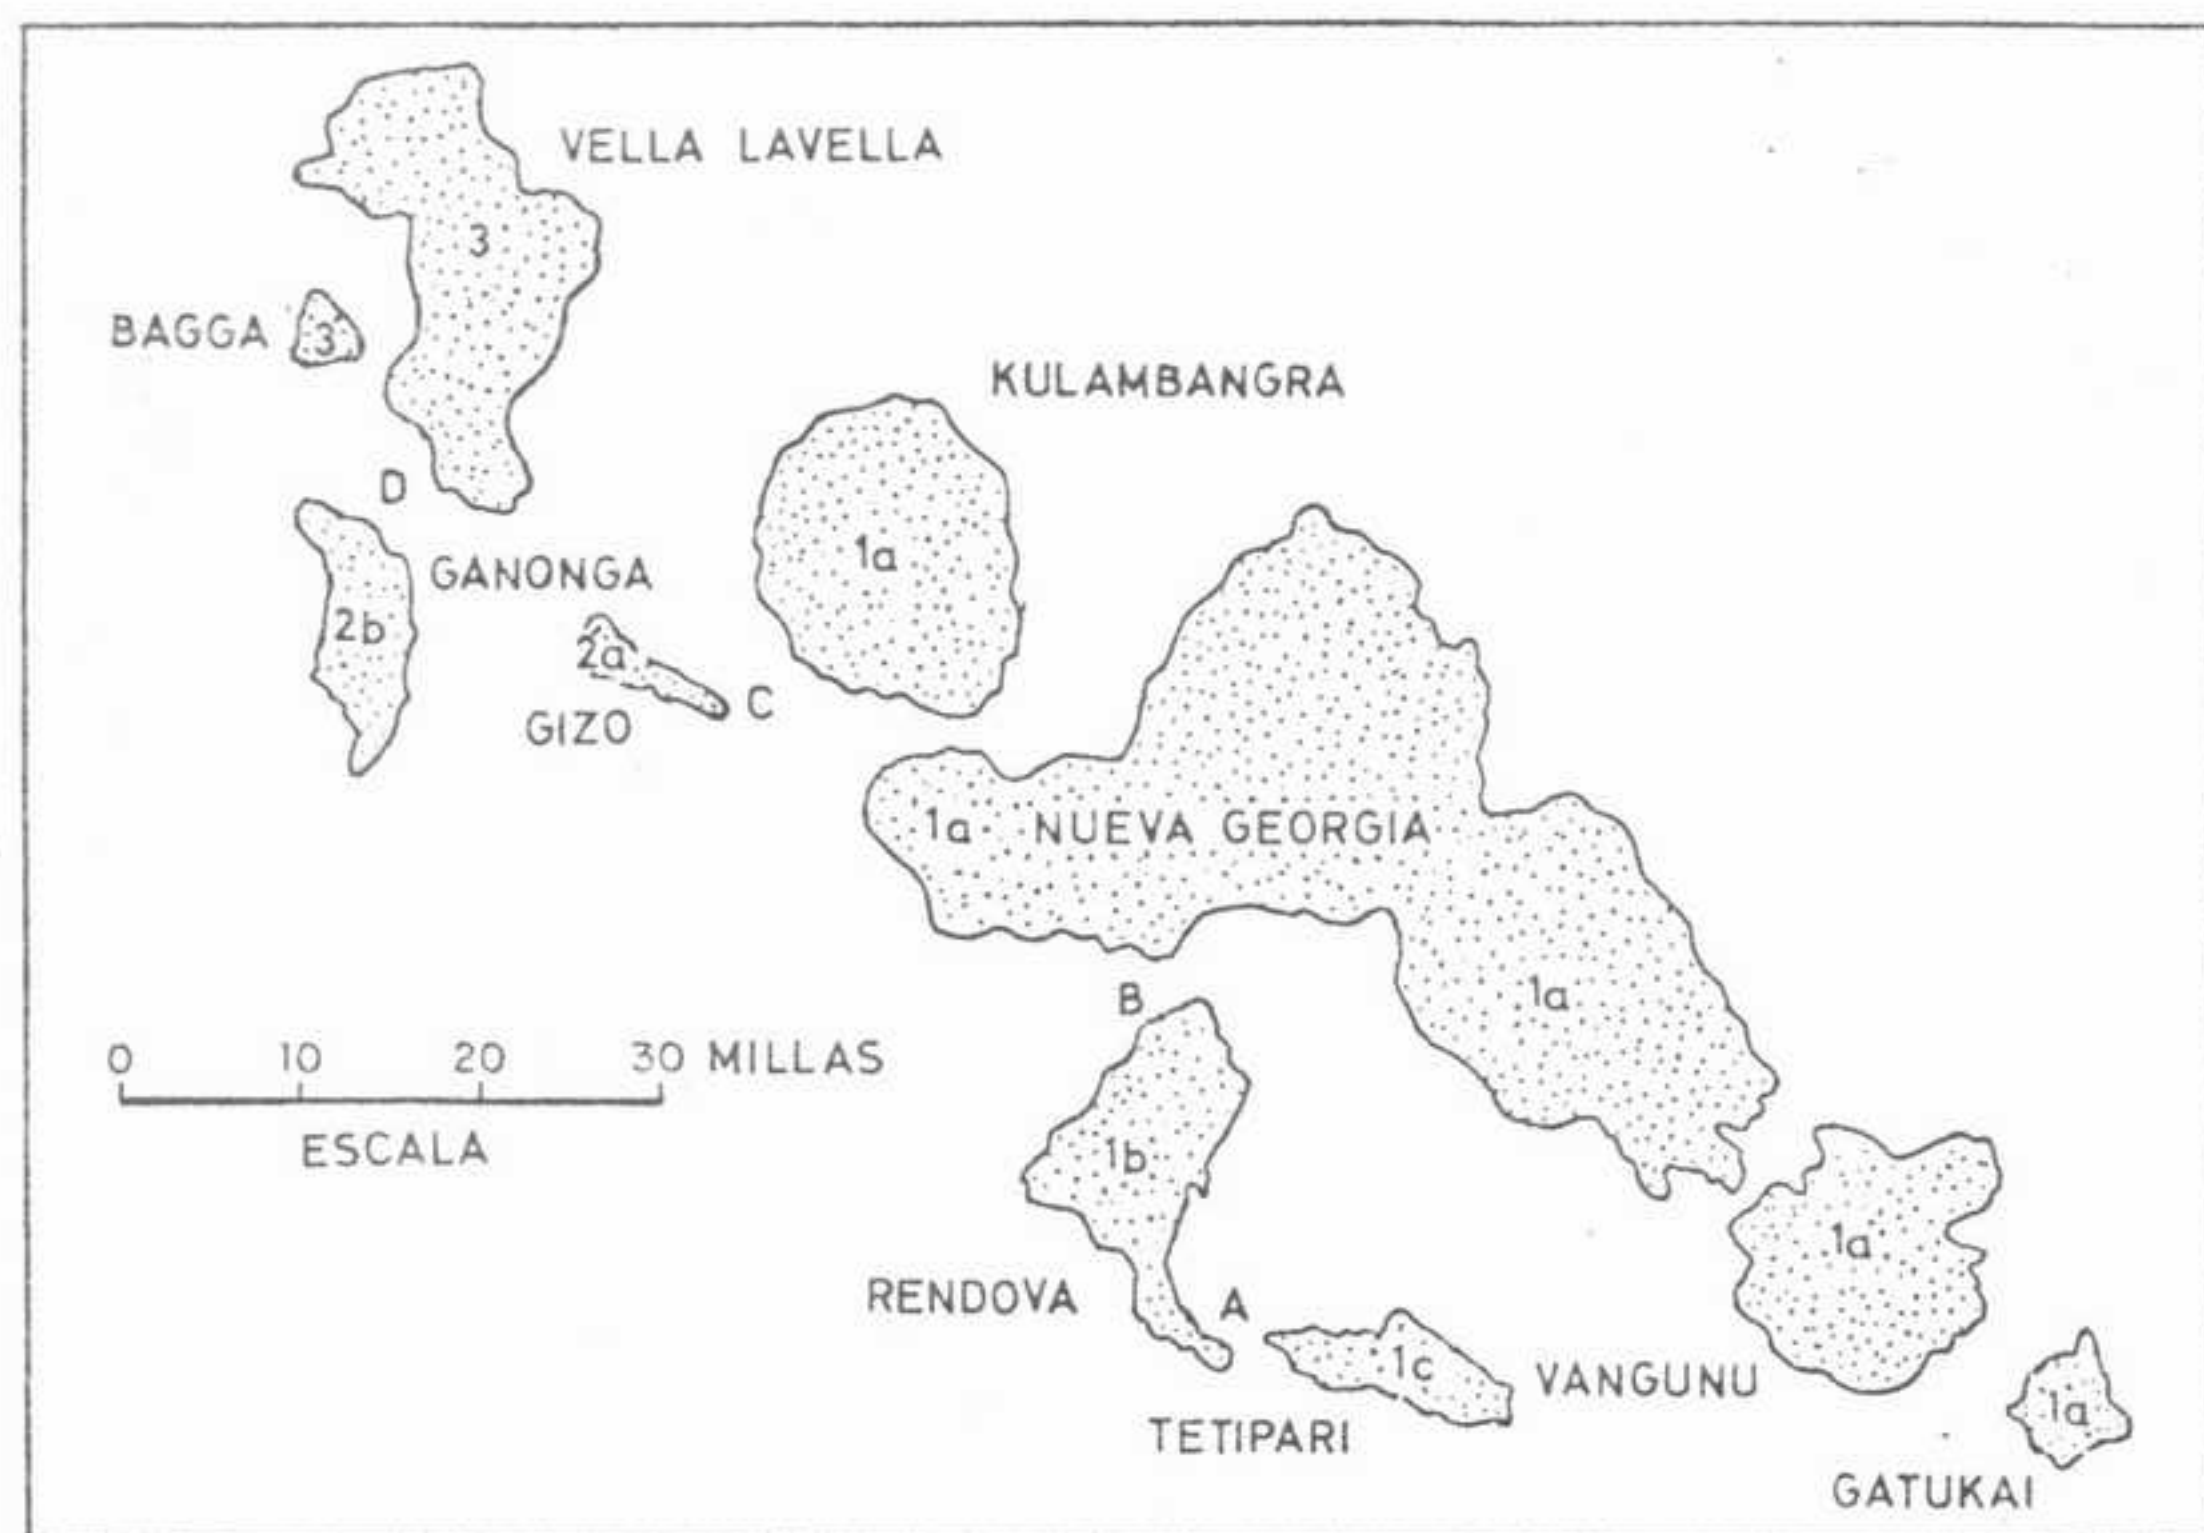 VELLA LAVELLA
3
BAGGA 3
KULAMBANGRA
D
1a
GANONGA
2b
2a
C
GIZO
1a NUEVA GEORGIA
1a
B
0 10 20 30 MILLAS
ESCALA
1b
1a
RENDOVA
A
1c
VANGUNU
1a
TETIPARI
GATUKAI